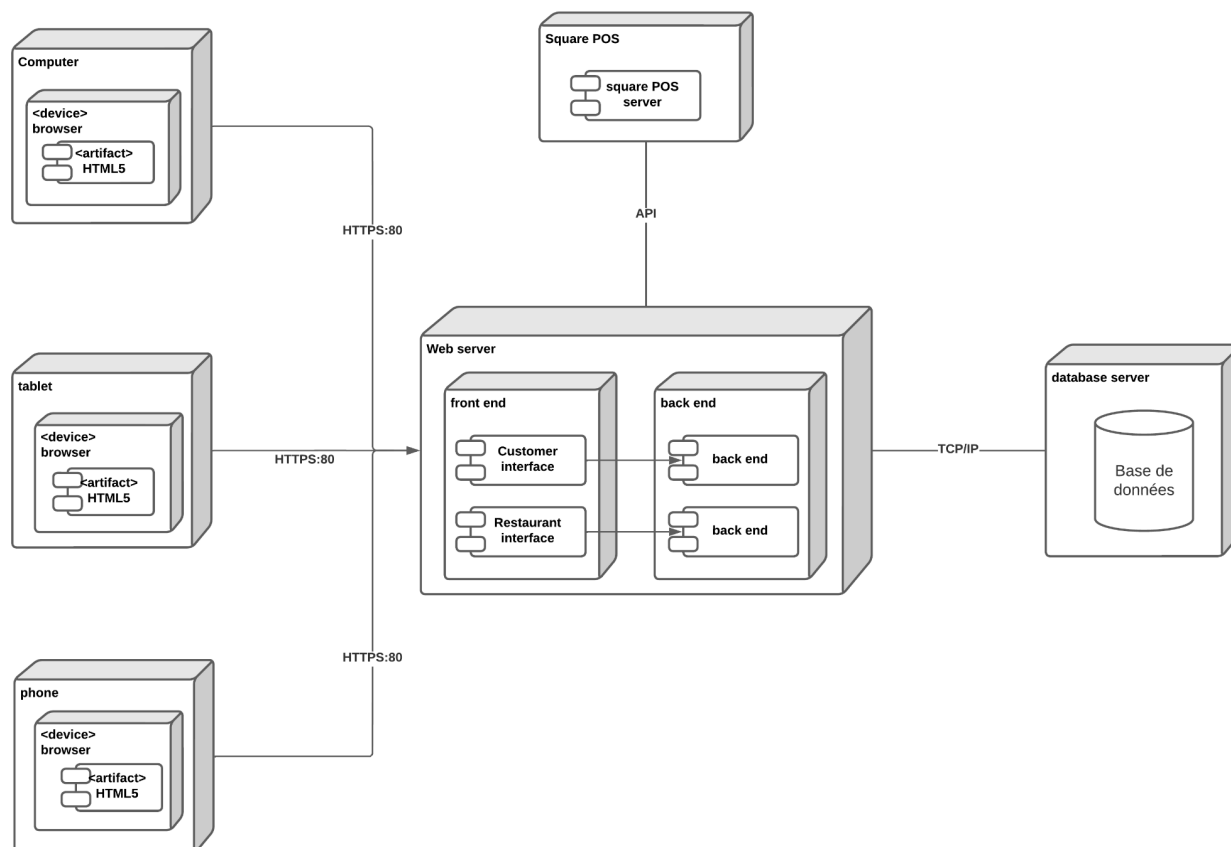 Computer
<device>
browser
<artifact>
HTML5
Square POS
square POS
server
HTTPS:80
API
tablet
<device>
browser
<artifact>
HTML5
HTTPS:80
Web server
front end
Customer
interface
Restaurant
interface
back end
back end
back end
TCP/IP
database server
Base de
données
HTTPS:80
phone
<device>
browser
<artifact>
HTML5